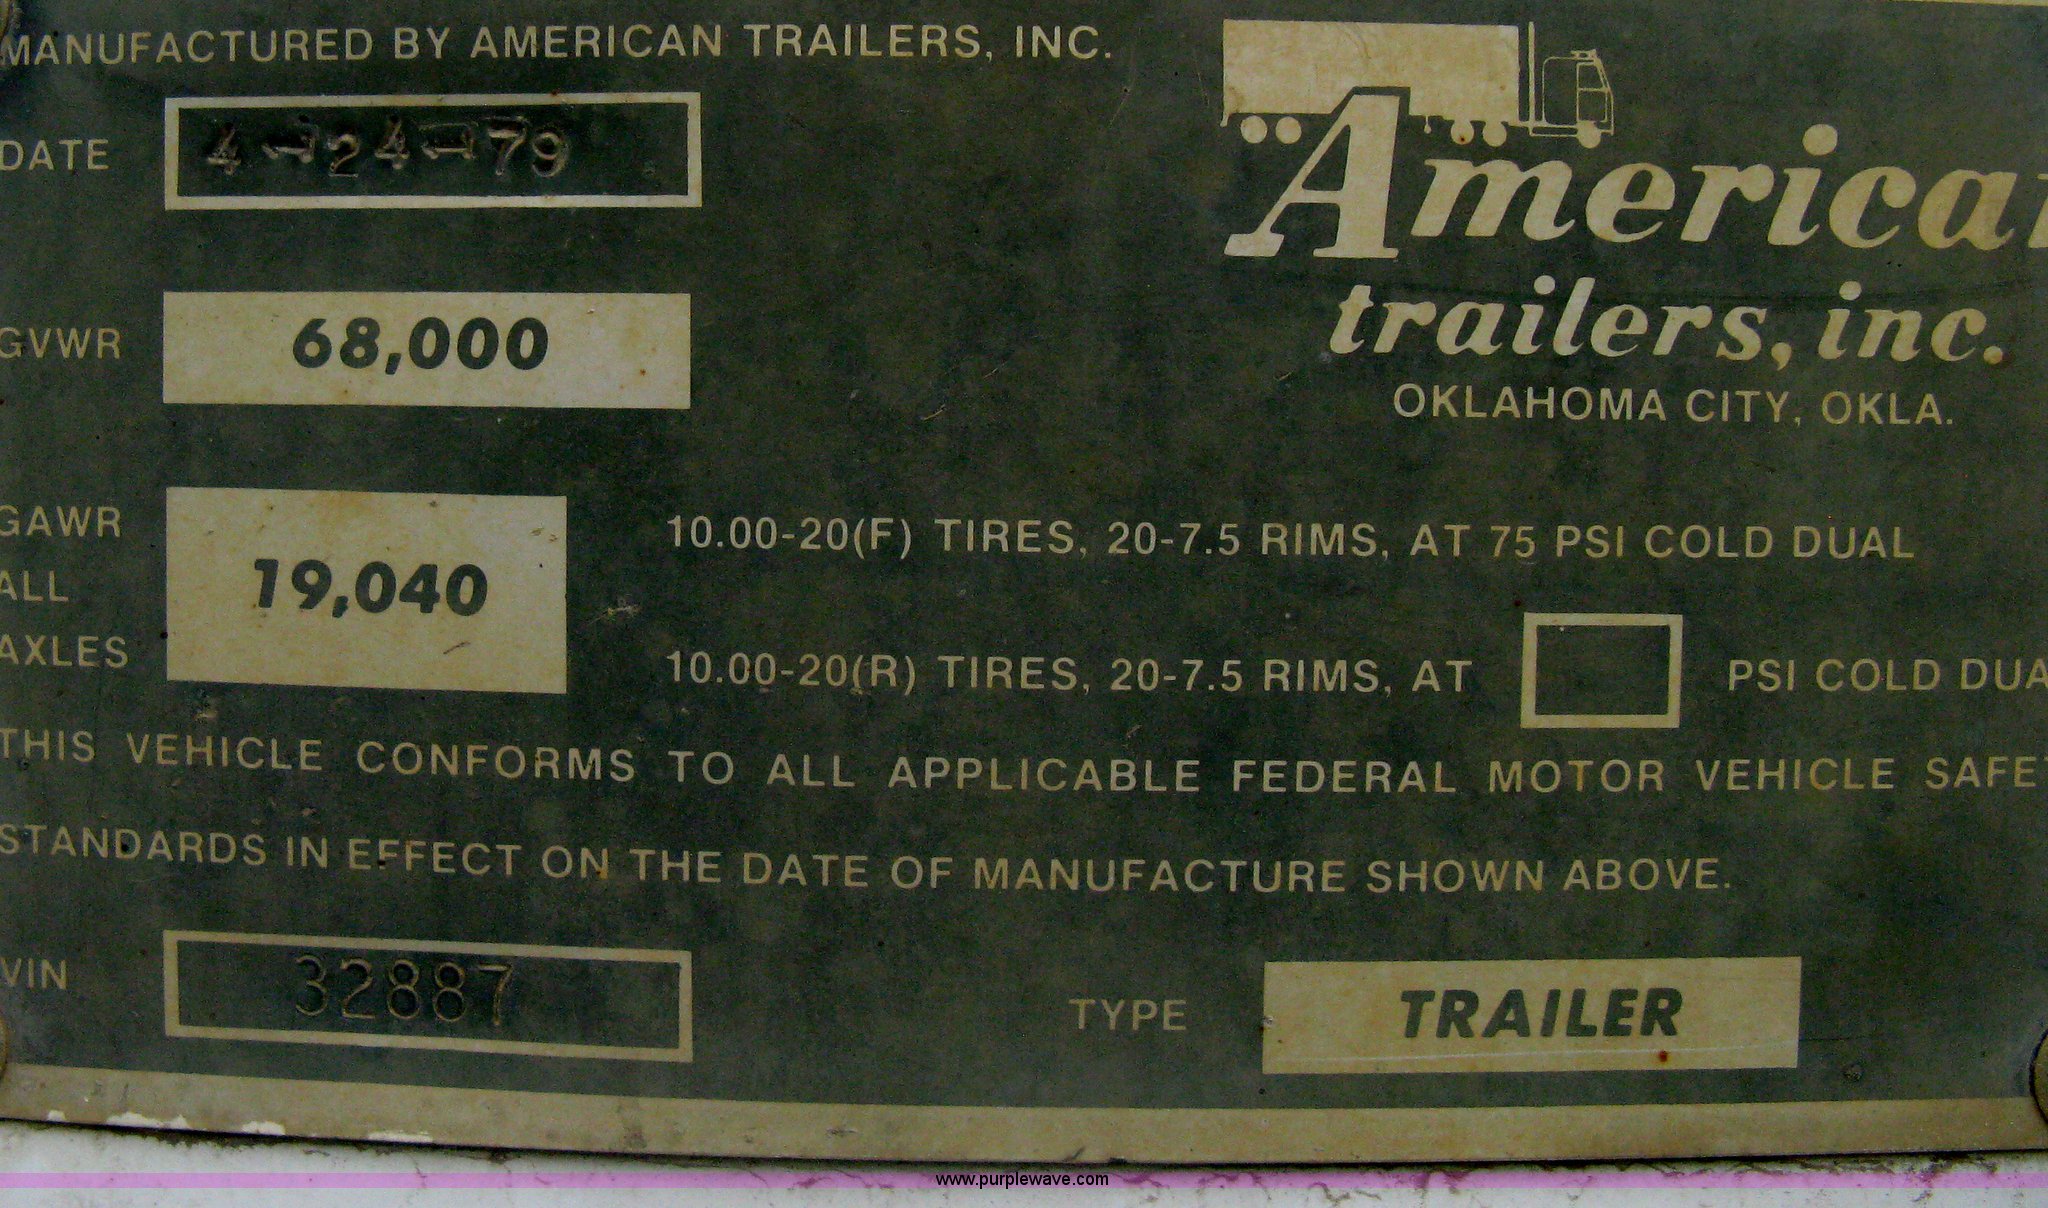 MANUFACTURED BY AMERICAN TRAILERS, INC.
DATE 4-24-79
American
trailers, inc.
OKLAHOMA CITY, OKLA.
GVWR 68,000
GAWR
ALL
AXLES
19,040
10.00-20(F) TIRES, 20-7.5 RIMS, AT 75 PSI COLD DUAL
10.00-20(R) TIRES, 20-7.5 RIMS, AT PSI COLD DUA
THIS VEHICLE CONFORMS TO ALL APPLICABLE FEDERAL MOTOR VEHICLE SAFET
STANDARDS IN EFFECT ON THE DATE OF MANUFACTURE SHOWN ABOVE.
VIN 32887
TYPE TRAILER
www.purplewave.com